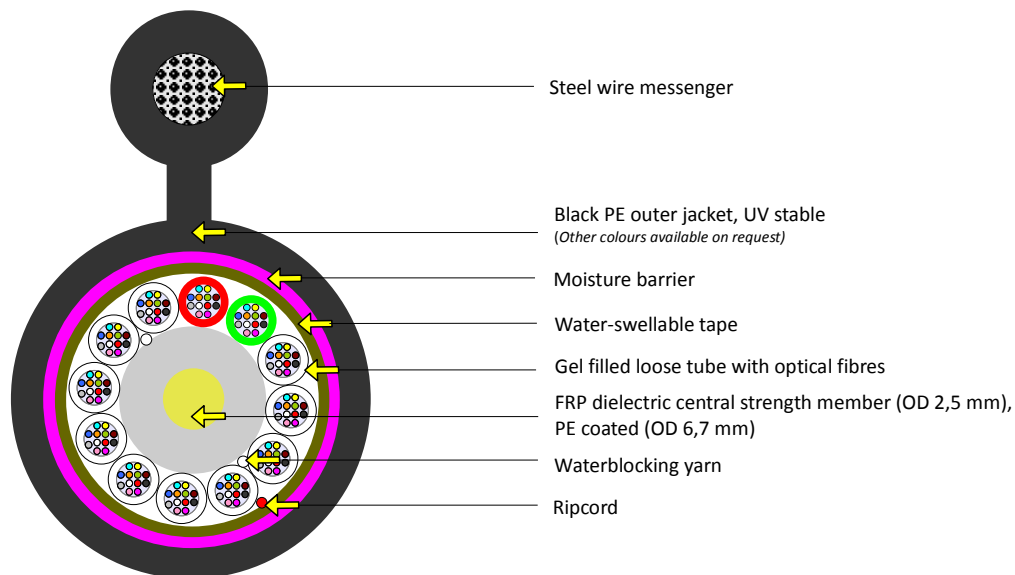 Steel wire messenger
Black PE outer jacket, UV stable
(Other colours available on request)
Moisture barrier
Water-swellable tape
Gel filled loose tube with optical fibres
FRP dielectric central strength member (OD 2,5 mm),
PE coated (OD 6,7 mm)
Waterblocking yarn
Ripcord